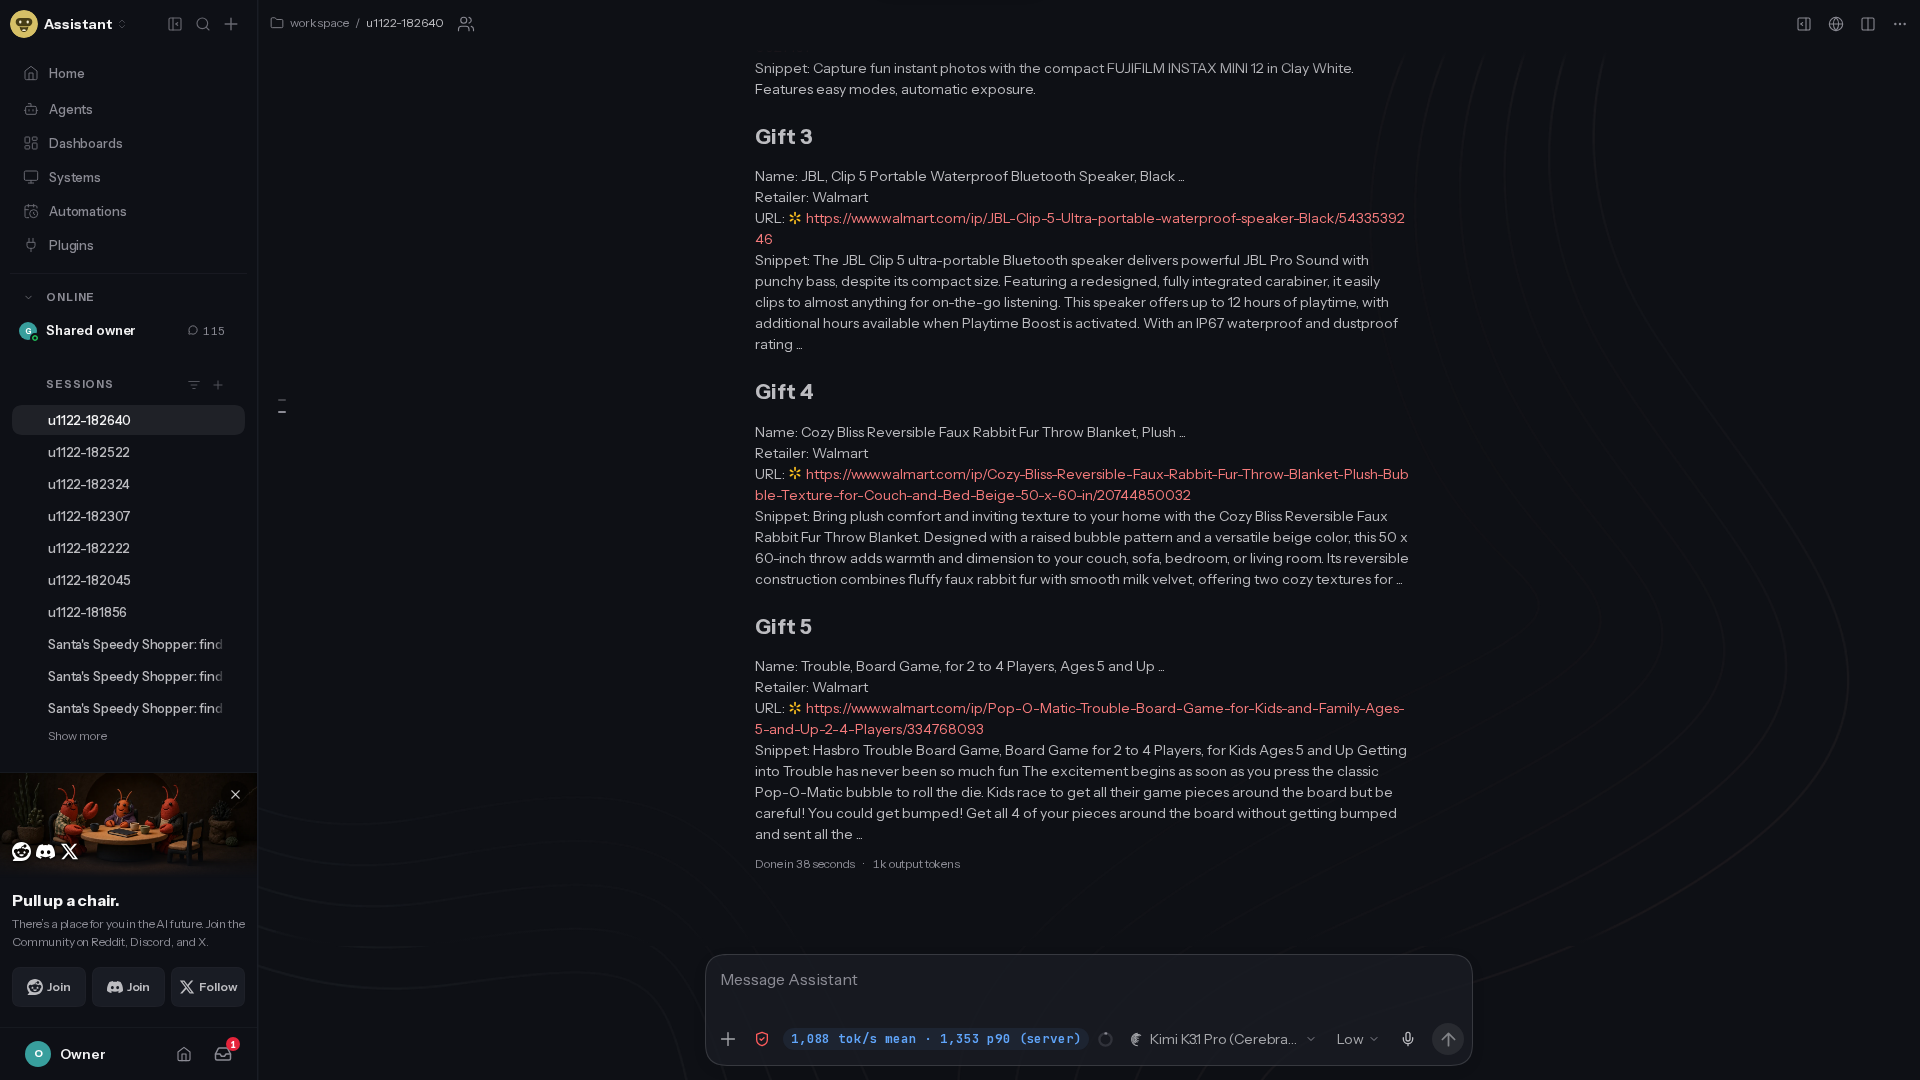 Assistant
Home
Agents
Dashboards
Systems
Automations
Plugins
ONLINE
G
Shared owner
115
SESSIONS
u1122-182640
u1122-182522
u1122-182324
u1122-182307
u1122-182222
u1122-182045
u1122-181856
Santa's Speedy Shopper: find
Santa's Speedy Shopper: find
Santa's Speedy Shopper: find
Show more
Pull up a chair.
There's a place for you in the AI future. Join the
Community on Reddit, Discord, and X.
Join
Join
Follow
O
Owner
1
workspace / u1122-182640
Snippet: Capture fun instant photos with the compact FUJIFILM INSTAX MINI 12 in Clay White.
Features easy modes, automatic exposure.
Gift 3
Name: JBL, Clip 5 Portable Waterproof Bluetooth Speaker, Black ...
Retailer: Walmart
URL: https://www.walmart.com/ip/JBL-Clip-5-Ultra-portable-waterproof-speaker-Black/54335392
46
Snippet: The JBL Clip 5 ultra-portable Bluetooth speaker delivers powerful JBL Pro Sound with
punchy bass, despite its compact size. Featuring a redesigned, fully integrated carabiner, it easily
clips to almost anything for on-the-go listening. This speaker offers up to 12 hours of playtime, with
additional hours available when Playtime Boost is activated. With an IP67 waterproof and dustproof
rating ...
Gift 4
Name: Cozy Bliss Reversible Faux Rabbit Fur Throw Blanket, Plush ...
Retailer: Walmart
URL: https://www.walmart.com/ip/Cozy-Bliss-Reversible-Faux-Rabbit-Fur-Throw-Blanket-Plush-Bub
ble-Texture-for-Couch-and-Bed-Beige-50-x-60-in/20744850032
Snippet: Bring plush comfort and inviting texture to your home with the Cozy Bliss Reversible Faux
Rabbit Fur Throw Blanket. Designed with a raised bubble pattern and a versatile beige color, this 50 x
60-inch throw adds warmth and dimension to your couch, sofa, bedroom, or living room. Its reversible
construction combines fluffy faux rabbit fur with smooth milk velvet, offering two cozy textures for ...
Gift 5
Name: Trouble, Board Game, for 2 to 4 Players, Ages 5 and Up ...
Retailer: Walmart
URL: https://www.walmart.com/ip/Pop-O-Matic-Trouble-Board-Game-for-Kids-and-Family-Ages-
5-and-Up-2-4-Players/334768093
Snippet: Hasbro Trouble Board Game, Board Game for 2 to 4 Players, for Kids Ages 5 and Up Getting
into Trouble has never been so much fun The excitement begins as soon as you press the classic
Pop-O-Matic bubble to roll the die. Kids race to get all their game pieces around the board but be
careful! You could get bumped! Get all 4 of your pieces around the board without getting bumped
and sent all the ...
Done in 38 seconds · 1k output tokens
Message Assistant
1,088 tok/s mean · 1,353 p90 (server)
Kimi K3.1 Pro (Cerebra...
Low